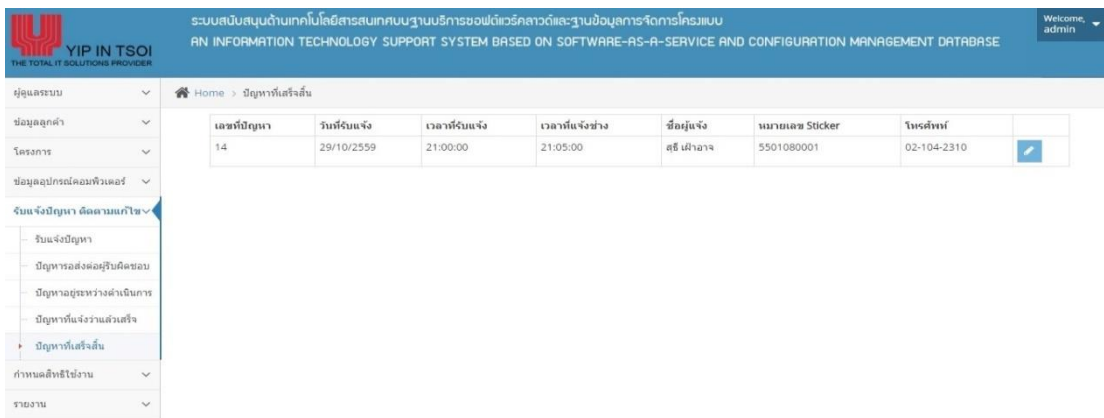 YIP IN TSOI
THE TOTAL IT SOLUTIONS PROVIDER
ระบบสนับสนุนด้านเทคโนโลยีสารสนเทศบนฐานบริการซอฟต์แวร์คลาวด์และฐานข้อมูลการจัดการโครงแบบ
AN INFORMATION TECHNOLOGY SUPPORT SYSTEM BASED ON SOFTWARE-AS-A-SERVICE AND CONFIGURATION MANAGEMENT DATABASE
Welcome,
admin
ผู้ดูแลระบบ
ข้อมูลลูกค้า
โครงการ
ข้อมูลอุปกรณ์คอมพิวเตอร์
รับแจ้งปัญหา ติดตามแก้ไข
รับแจ้งปัญหา
ปัญหารอส่งต่อผู้รับผิดชอบ
ปัญหาอยู่ระหว่างดำเนินการ
ปัญหาที่แจ้งว่าแล้วเสร็จ
ปัญหาที่เสร็จสิ้น
กำหนดสิทธิใช้งาน
รายงาน
Home > ปัญหาที่เสร็จสิ้น
เลขที่ปัญหา วันที่รับแจ้ง เวลาที่รับแจ้ง เวลาที่แจ้งช่าง ชื่อผู้แจ้ง หมายเลข Sticker โทรศัพท์
14 29/10/2559 21:00:00 21:05:00 สุธี เฝ้าอาจ 5501080001 02-104-2310